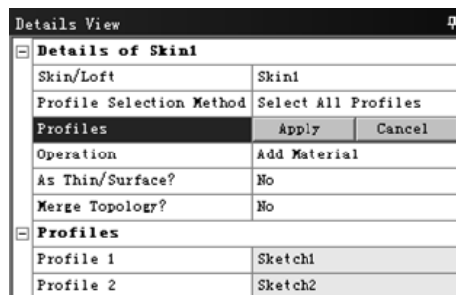 Details View
Details of Skin1
Skin/Loft Skin1
Profile Selection Method Select All Profiles
Profiles Apply Cancel
Operation Add Material
As Thin/Surface? No
Merge Topology? No
Profiles
Profile 1 Sketch1
Profile 2 Sketch2